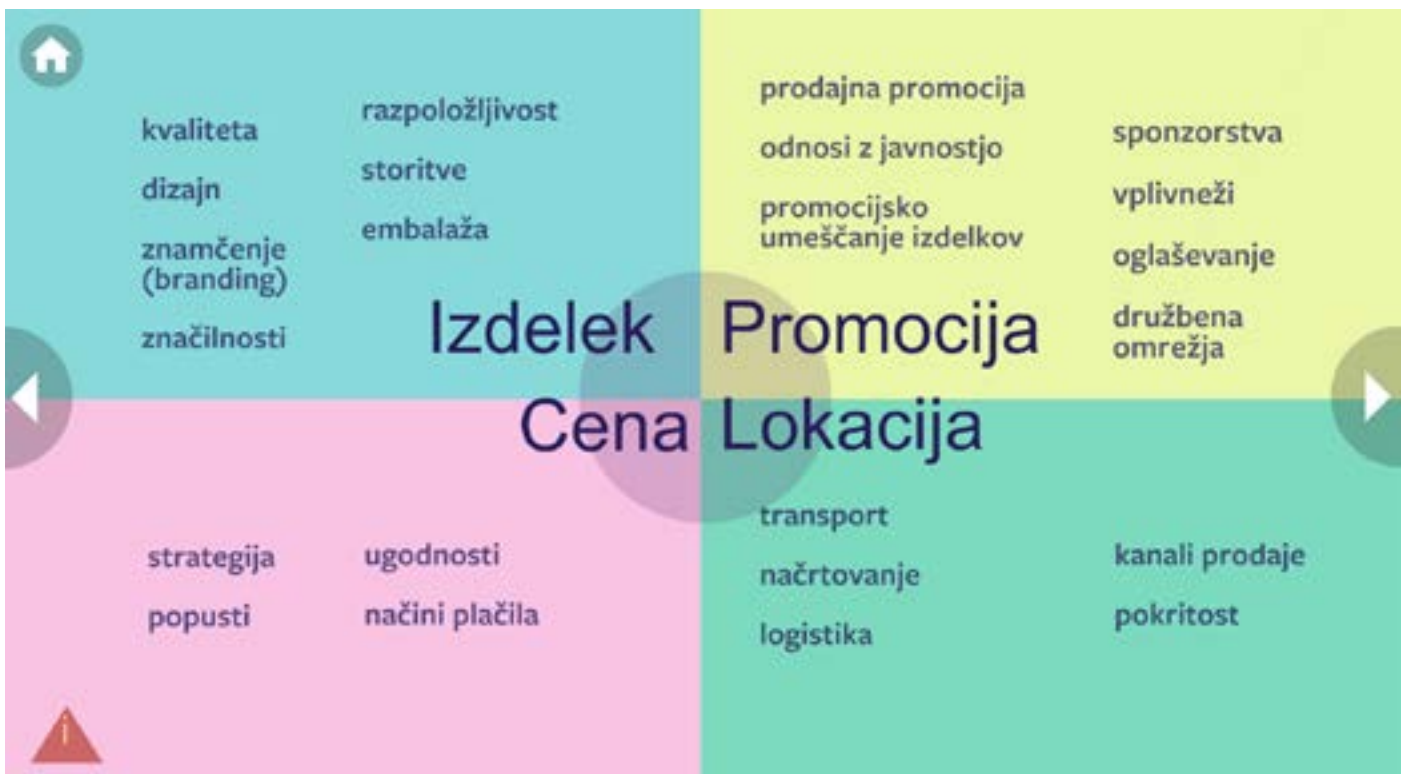 kvaliteta
dizajn
znamčenje
(branding)
značilnosti
razpoložljivost
storitve
embalaža
Izdelek
prodajna promocija
odnosi z javnostjo
promocijsko
umeščanje izdelkov
sponzorstva
vplivneži
oglaševanje
družbena
omrežja
Promocija
Cena
strategija
popusti
ugodnosti
načini plačila
Lokacija
transport
načrtovanje
logistika
kanali prodaje
pokritost
i